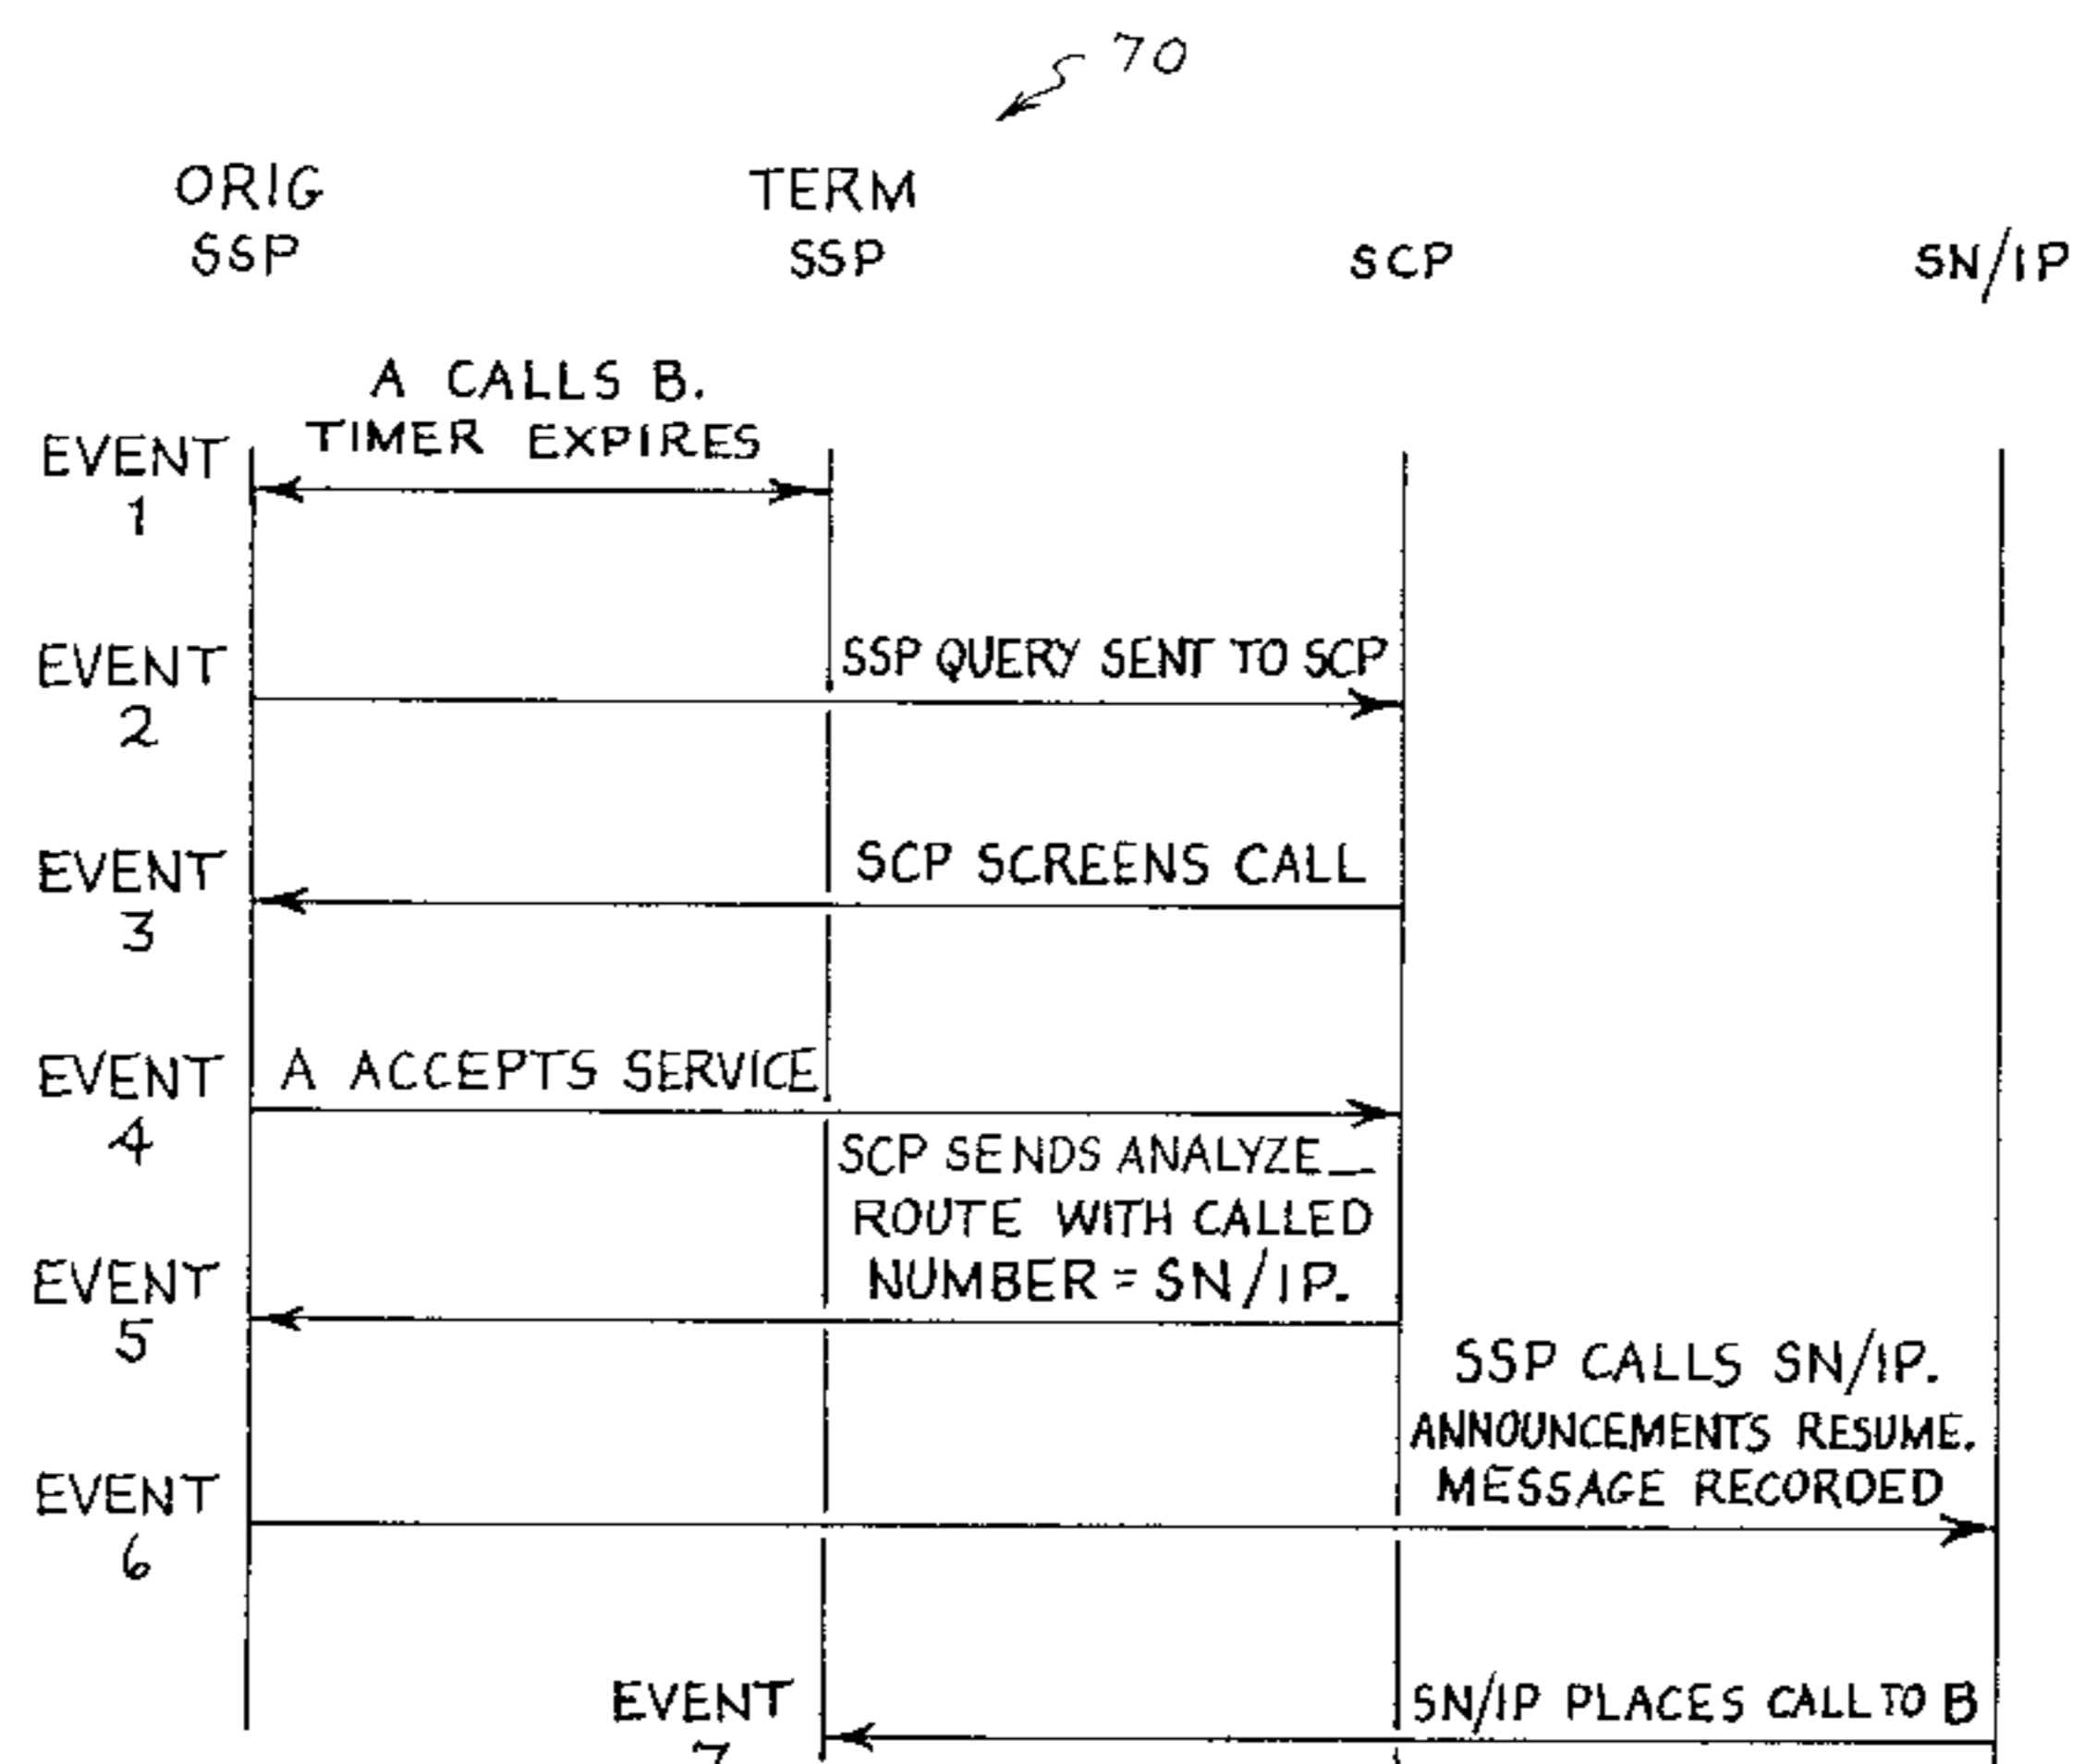 70
ORIG
SSP
TERM
SSP
SCP
SN/IP
A CALLS B.
TIMER EXPIRES
EVENT
1
EVENT
2
SSP QUERY SENT TO SCP
EVENT
3
SCP SCREENS CALL
EVENT
4
A ACCEPTS SERVICE
SCP SENDS ANALYZE_
ROUTE WITH CALLED
NUMBER = SN/IP.
EVENT
5
SSP CALLS SN/IP.
ANNOUNCEMENTS RESUME.
MESSAGE RECORDED
EVENT
6
EVENT
7
SN/IP PLACES CALL TO B